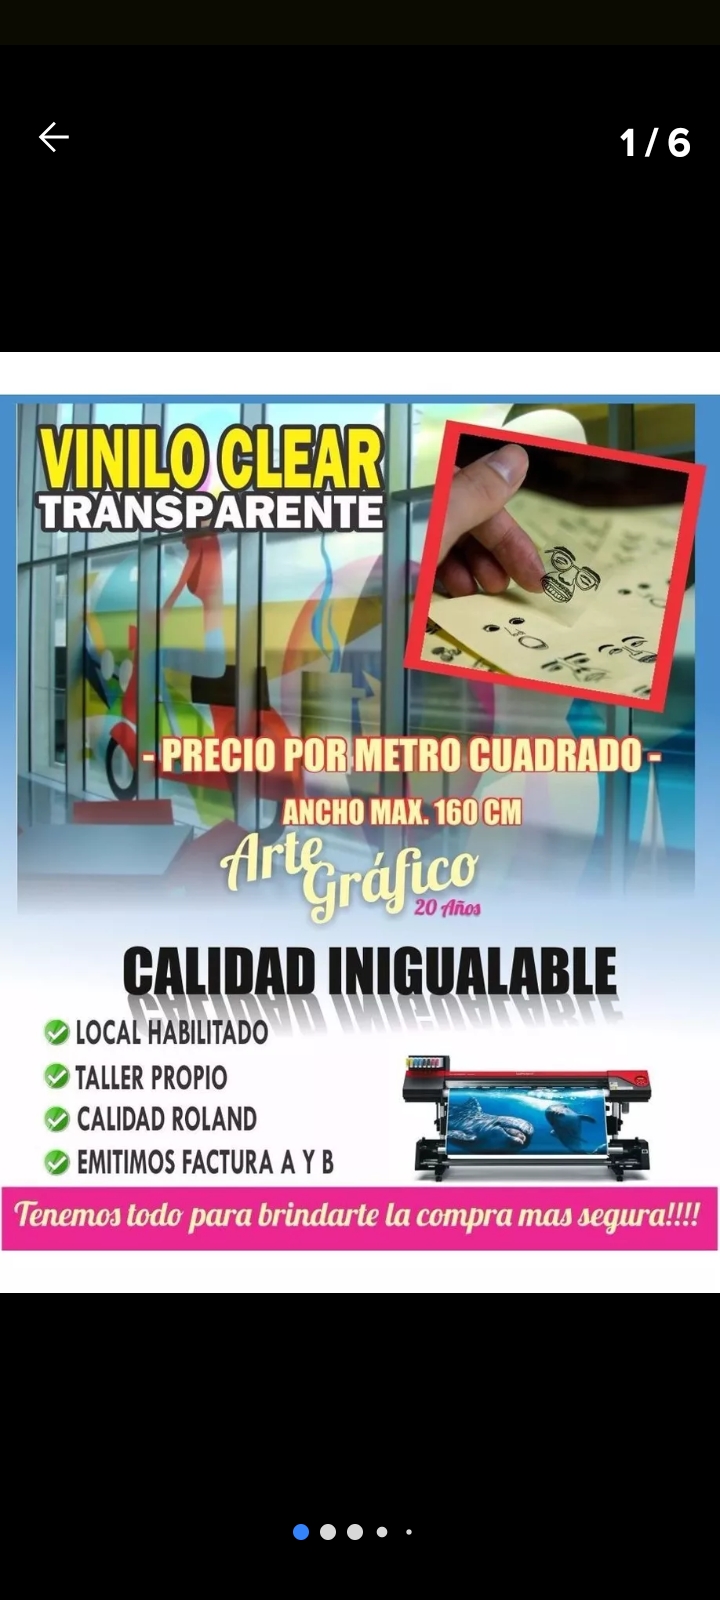 1 / 6
VINILO CLEAR
TRANSPARENTE
- PRECIO POR METRO CUADRADO -
ANCHO MAX. 160 CM
Arte
Gráfico
20 Años
CALIDAD INIGUALABLE
LOCAL HABILITADO
TALLER PROPIO
CALIDAD ROLAND
EMITIMOS FACTURA A Y B
Tenemos todo para brindarte la compra mas segura!!!!